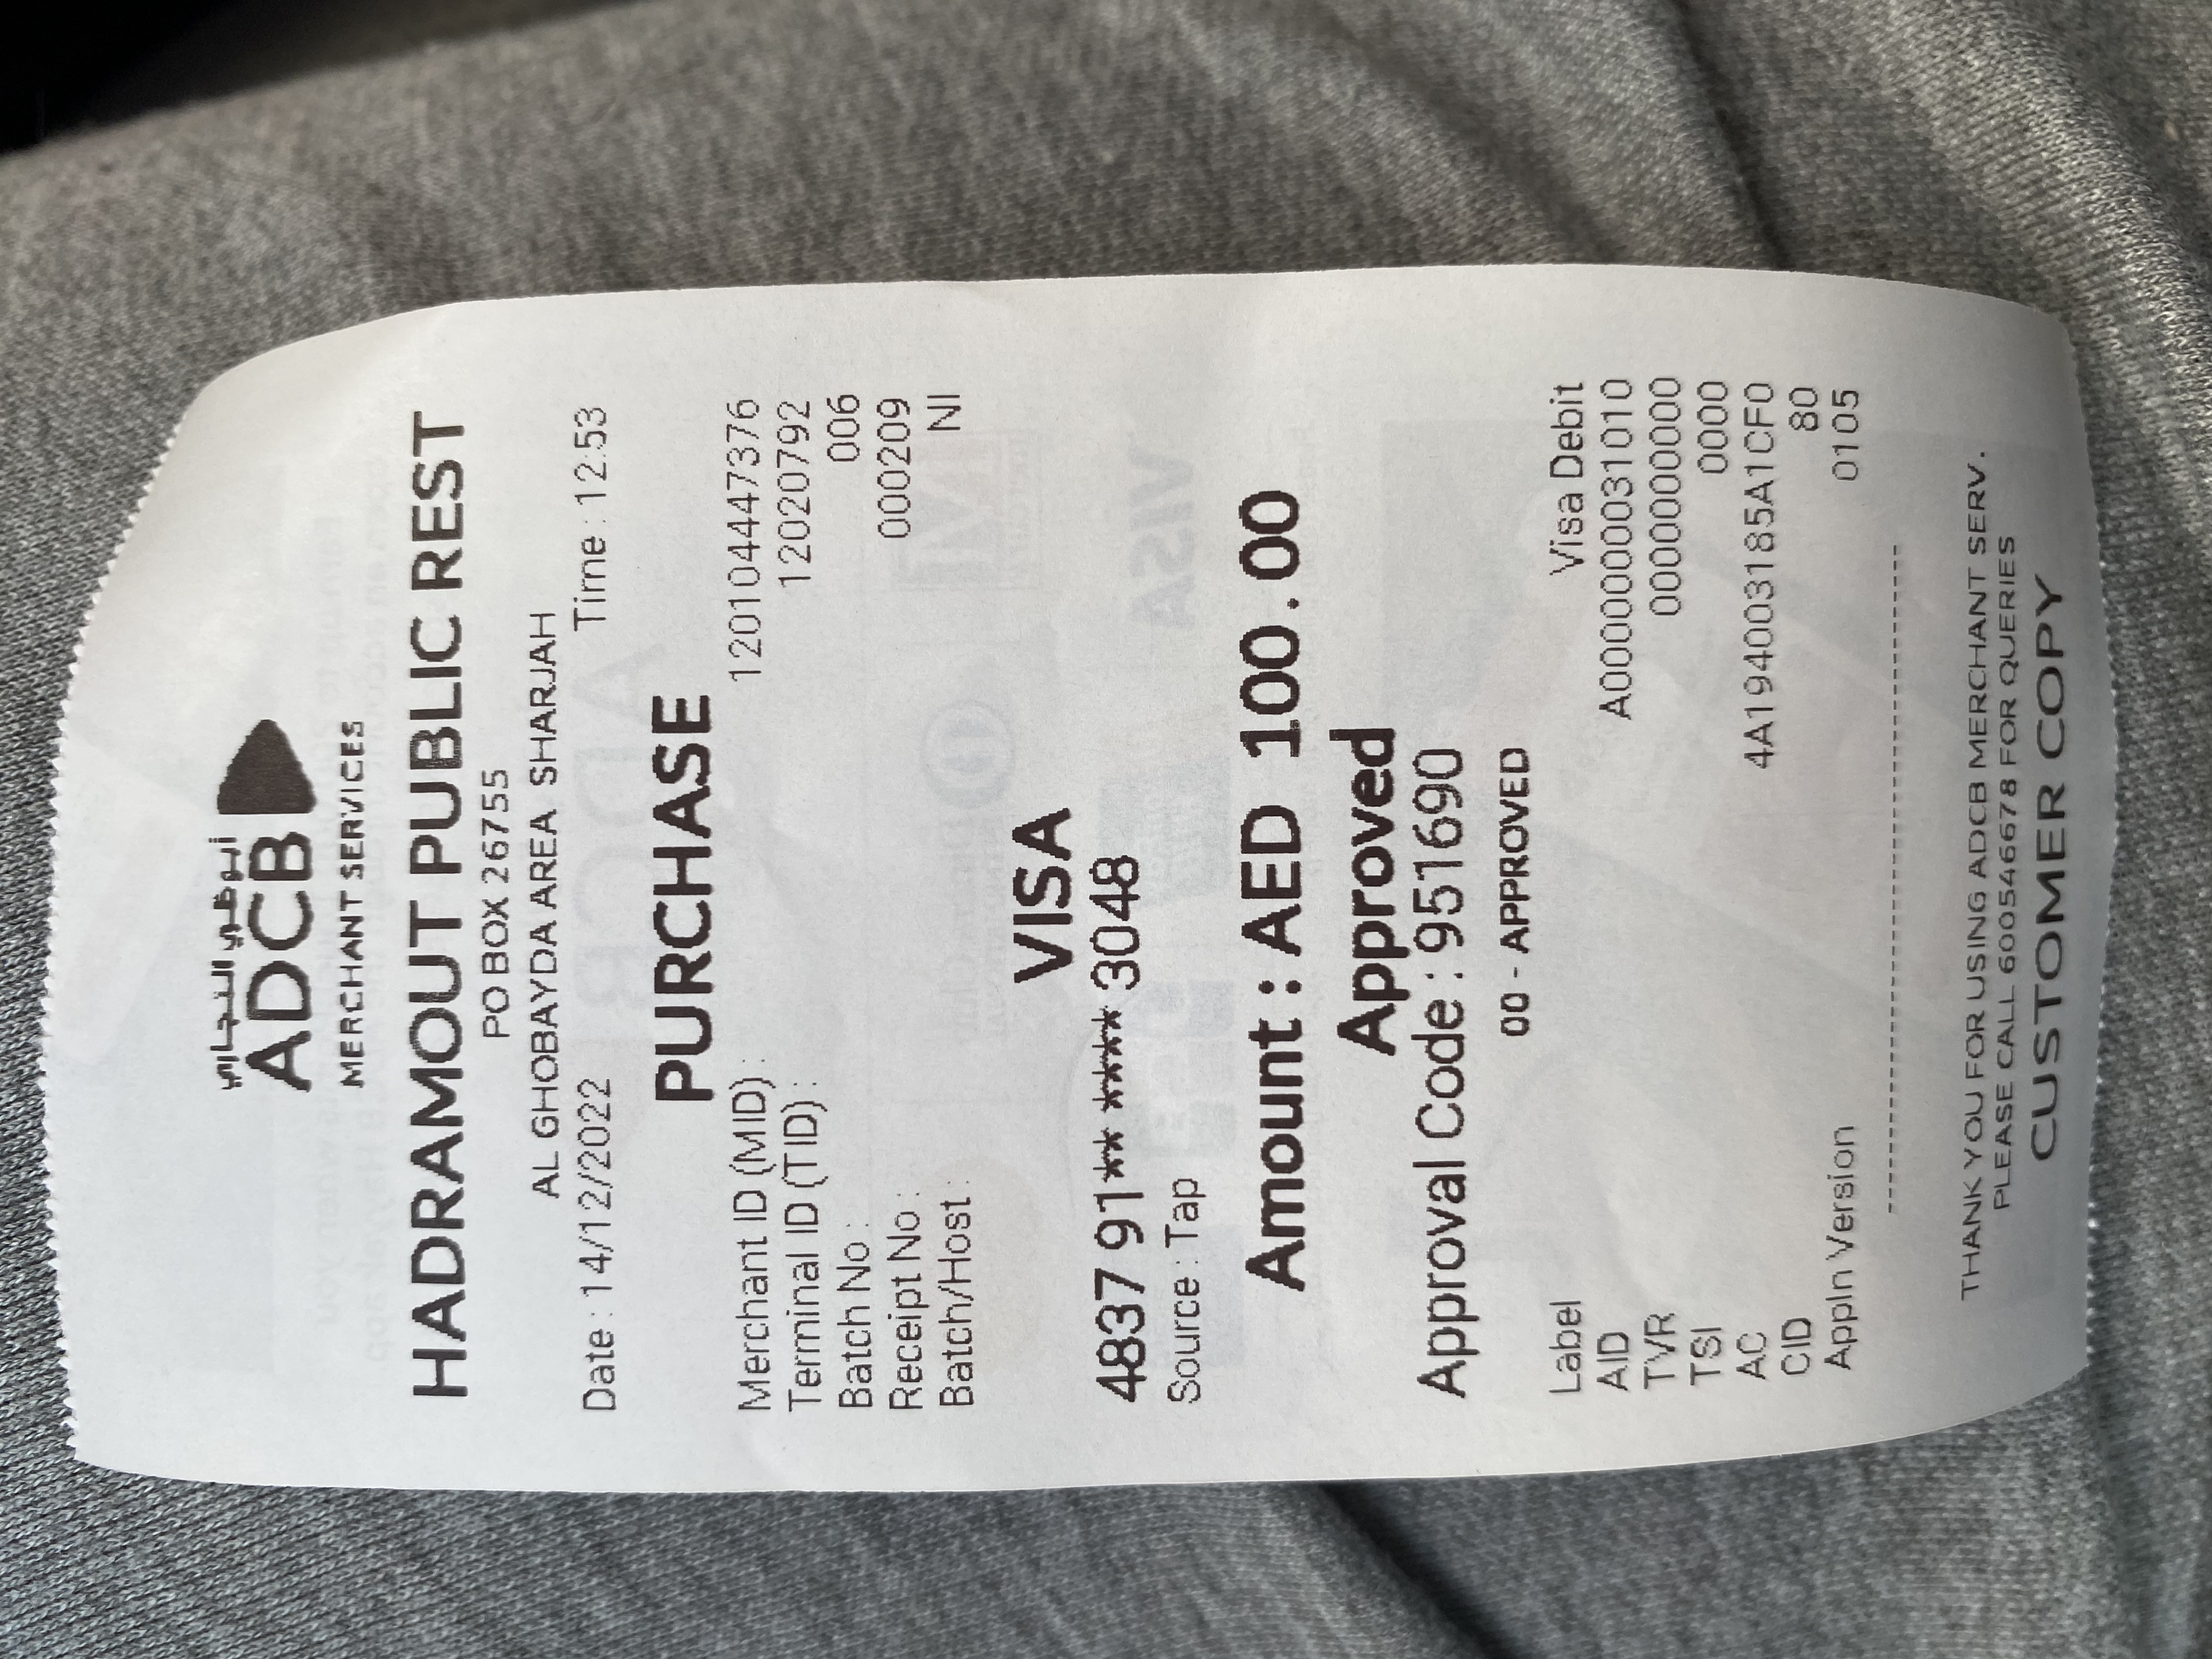 أبوظبي التجاري
ADCB
MERCHANT SERVICES
HADRAMOUT PUBLIC REST
PO BOX 26755
AL GHOBAYDA AREA SHARJAH
Date : 14/12/2022 Time : 12:53
PURCHASE
Merchant ID (MID) : 120104447376
Terminal ID (TID) : 12020792
Batch No : 006
Receipt No : 000209
Batch/Host : NI
VISA
4837 91** **** 3048
Source : Tap
Amount : AED 100.00
Approved
Approval Code : 951690
00 - APPROVED
Label Visa Debit
AID A0000000031010
TVR 0000000000
TSI 0000
AC 4A194003185A1CF0
CID 80
Appln Version 0105
THANK YOU FOR USING ADCB MERCHANT SERV.
PLEASE CALL 600546678 FOR QUERIES
CUSTOMER COPY